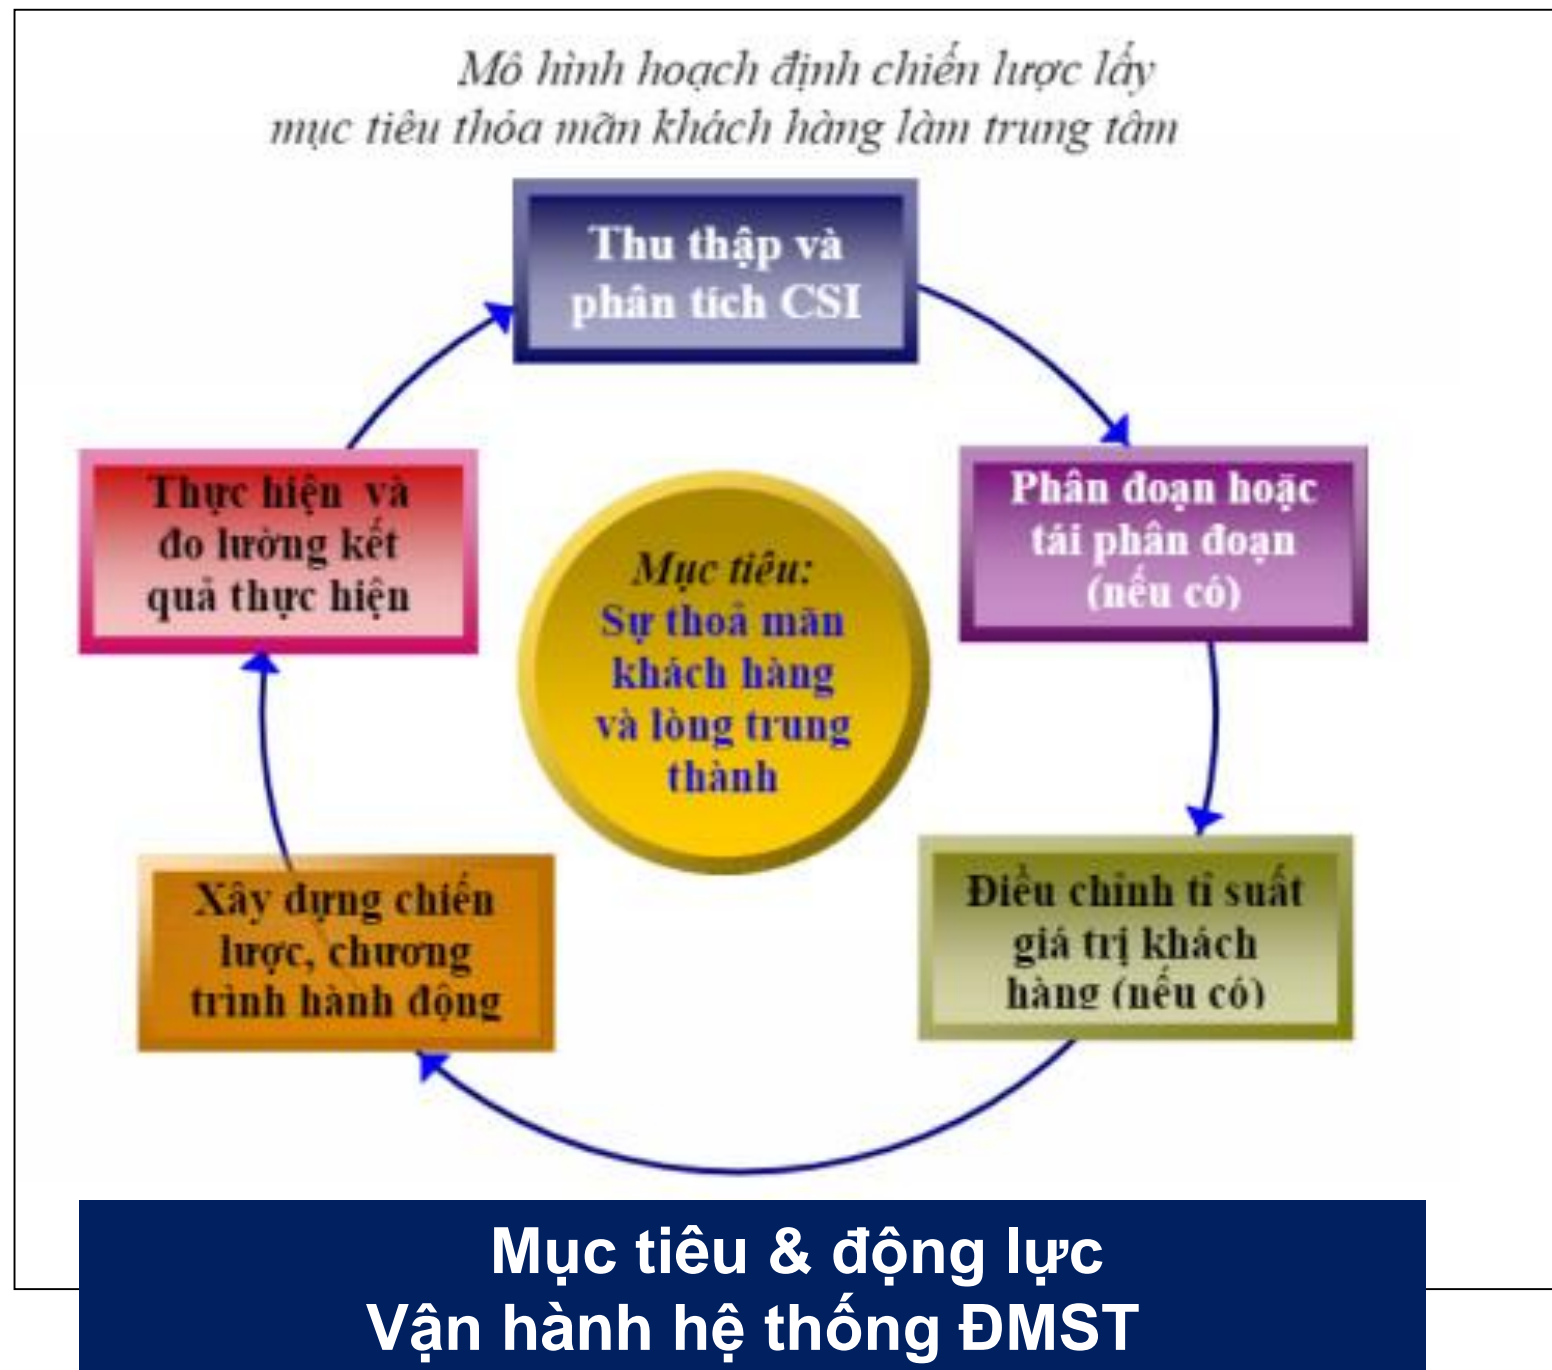 Mô hình hoạch định chiến lược lấy
mục tiêu thỏa mãn khách hàng làm trung tâm
Thu thập và
phân tích CSI
Phân đoạn hoặc
tái phân đoạn
(nếu có)
Điều chỉnh tỉ suất
giá trị khách
hàng (nếu có)
Xây dựng chiến
lược, chương
trình hành động
Thực hiện và
đo lường kết
quả thực hiện
Mục tiêu:
Sự thoả mãn
khách hàng
và lòng trung
thành
Mục tiêu & động lực
Vận hành hệ thống ĐMST